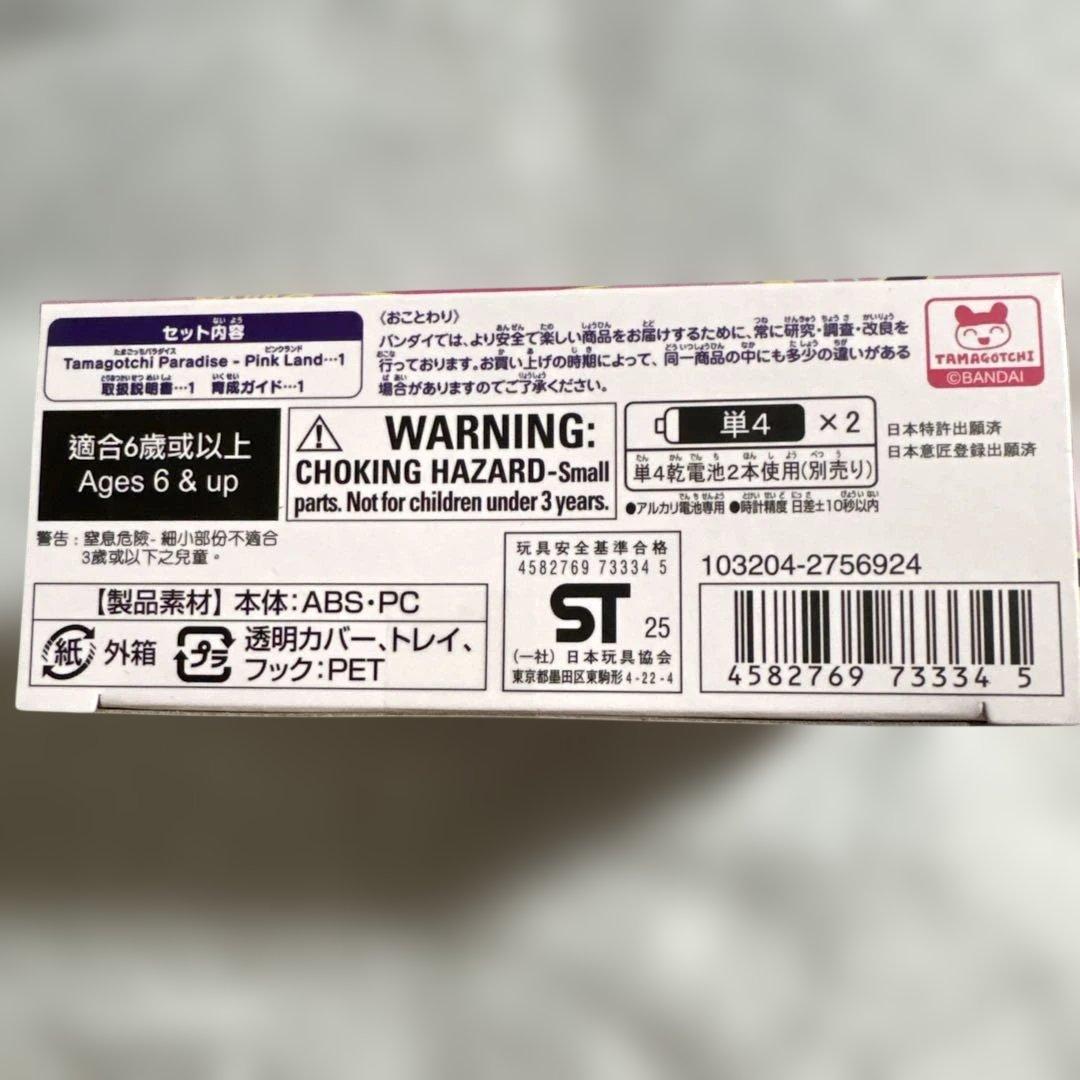 セット内容
Tamagotchi Paradise - Pink Land…1
取扱説明書…1 育成ガイド…1
〈おことわり〉
バンダイでは、より安全で楽しい商品をお届けするために、常に研究・調査・改良を
行っております。お買い上げの時期によって、同一商品の中にも多少の違いがある
場合がありますのでご了承ください。
TAMAGOTCHI
©BANDAI
適合6歲或以上
Ages 6 & up
WARNING:
CHOKING HAZARD-Small
parts. Not for children under 3 years.
単4 ×2
単4乾電池2本使用(別売り)
●アルカリ電池専用 ●時計精度 日差±10秒以内
日本特許出願済
日本意匠登録出願済
警告:窒息危險-細小部份不適合
3歲或以下之兒童。
【製品素材】本体:ABS・PC
紙 外箱
プラ 透明カバー、トレイ、
フック:PET
玩具安全基準合格
4582769 73334 5
ST 25
(一社) 日本玩具協会
東京都墨田区東駒形4-22-4
103204-2756924
4582769 73334 5